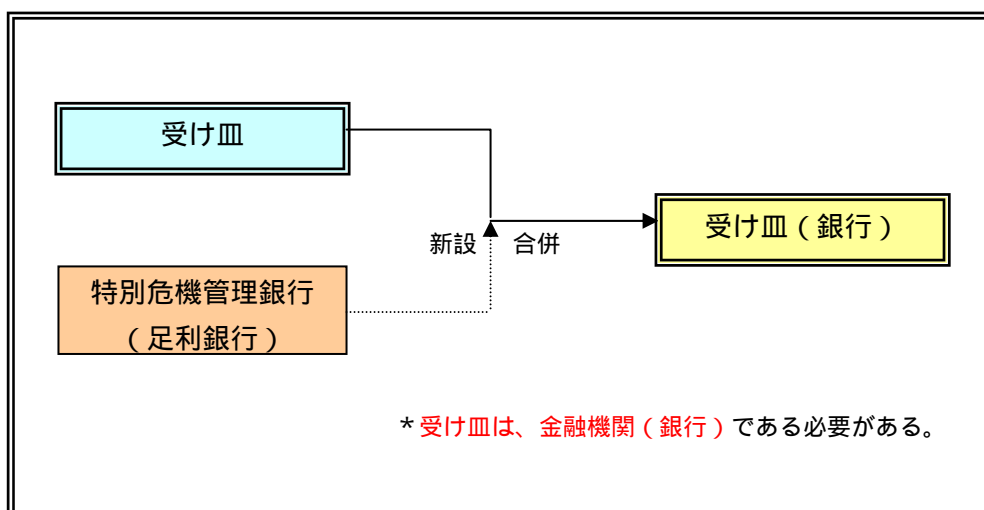 受け皿
受け皿（銀行）
新設 合併
特別危機管理銀行
（足利銀行）
*受け皿は、金融機関（銀行）である必要がある。